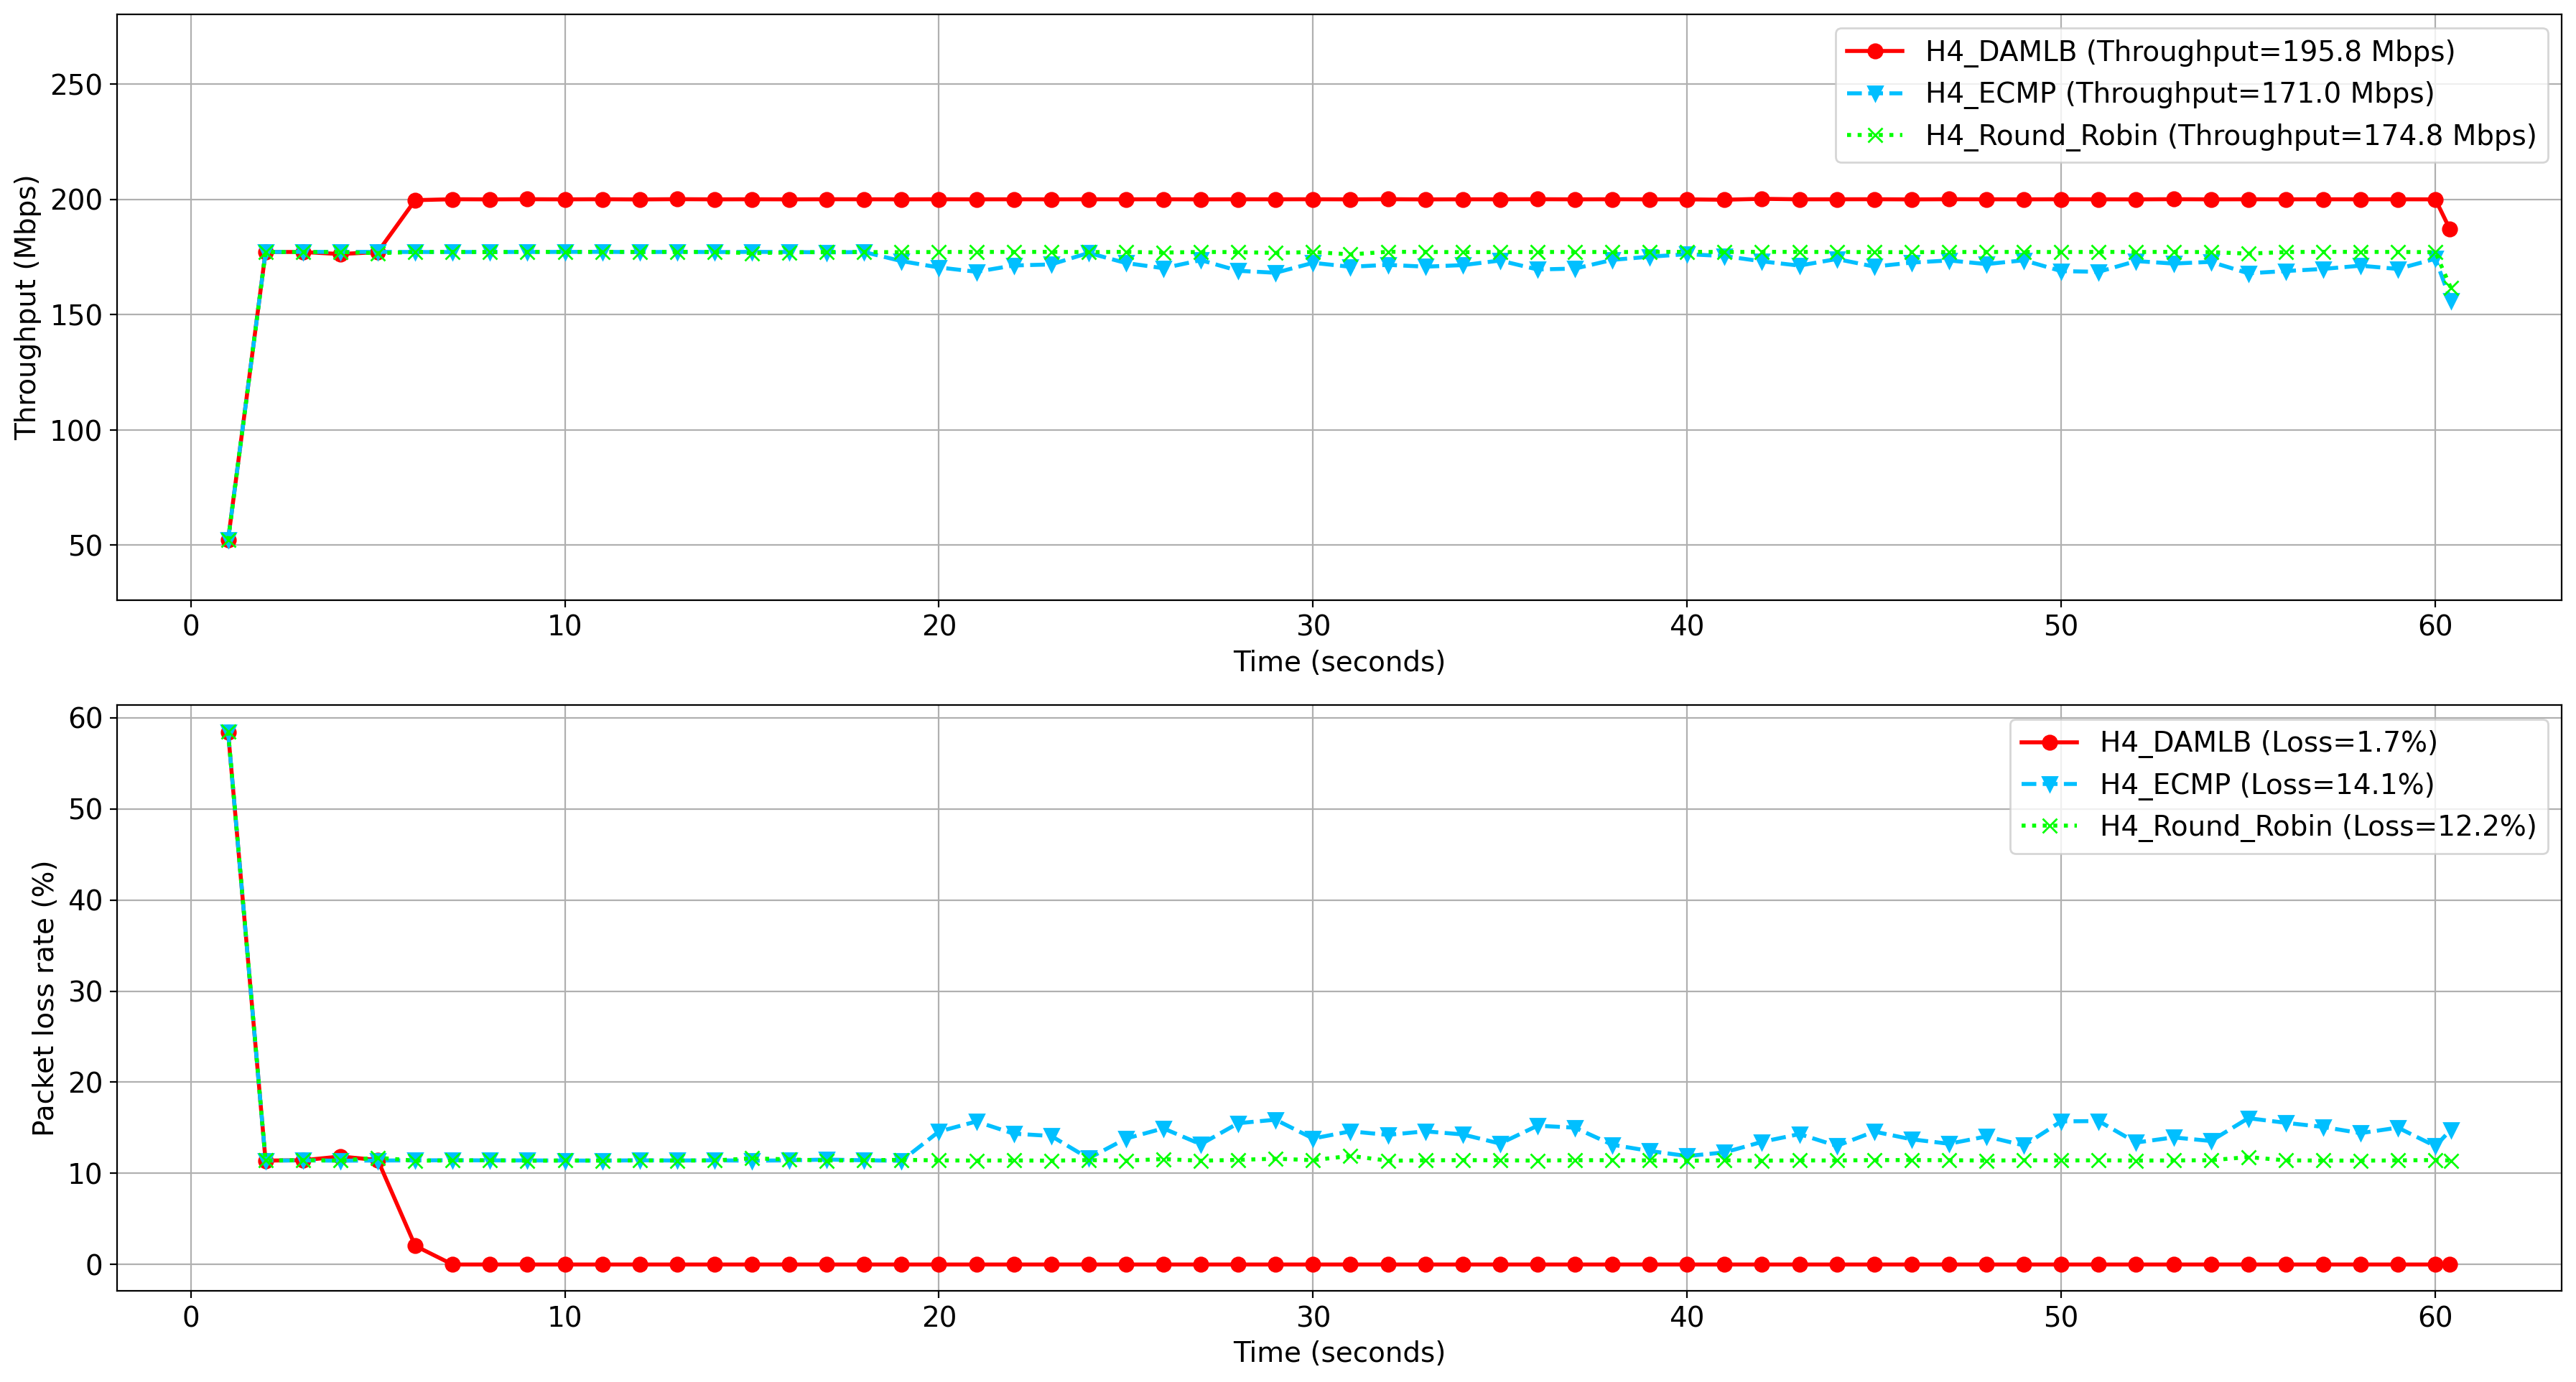 H4_DAMLB (Throughput=195.8 Mbps)
H4_ECMP (Throughput=171.0 Mbps)
H4_Round_Robin (Throughput=174.8 Mbps)
Throughput (Mbps)
250
200
150
100
50
0 10 20 30 40 50 60
Time (seconds)
H4_DAMLB (Loss=1.7%)
H4_ECMP (Loss=14.1%)
H4_Round_Robin (Loss=12.2%)
Packet loss rate (%)
60
50
40
30
20
10
0
0 10 20 30 40 50 60
Time (seconds)